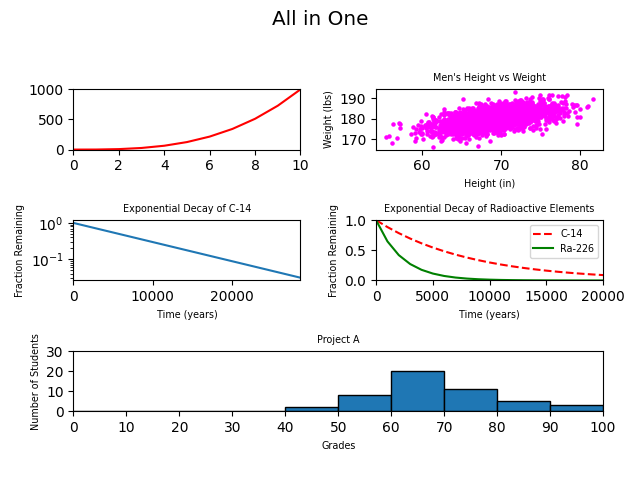 All in One
1000
500
0
0 2 4 6 8 10
Men's Height vs Weight
Weight (lbs)
190
180
170
60 70 80
Height (in)
Exponential Decay of C-14
Fraction Remaining
10⁰
10⁻¹
0 10000 20000
Time (years)
Exponential Decay of Radioactive Elements
Fraction Remaining
1.0
0.5
0.0
C-14
Ra-226
0 5000 10000 15000 20000
Time (years)
Project A
Number of Students
30
20
10
0
0 10 20 30 40 50 60 70 80 90 100
Grades